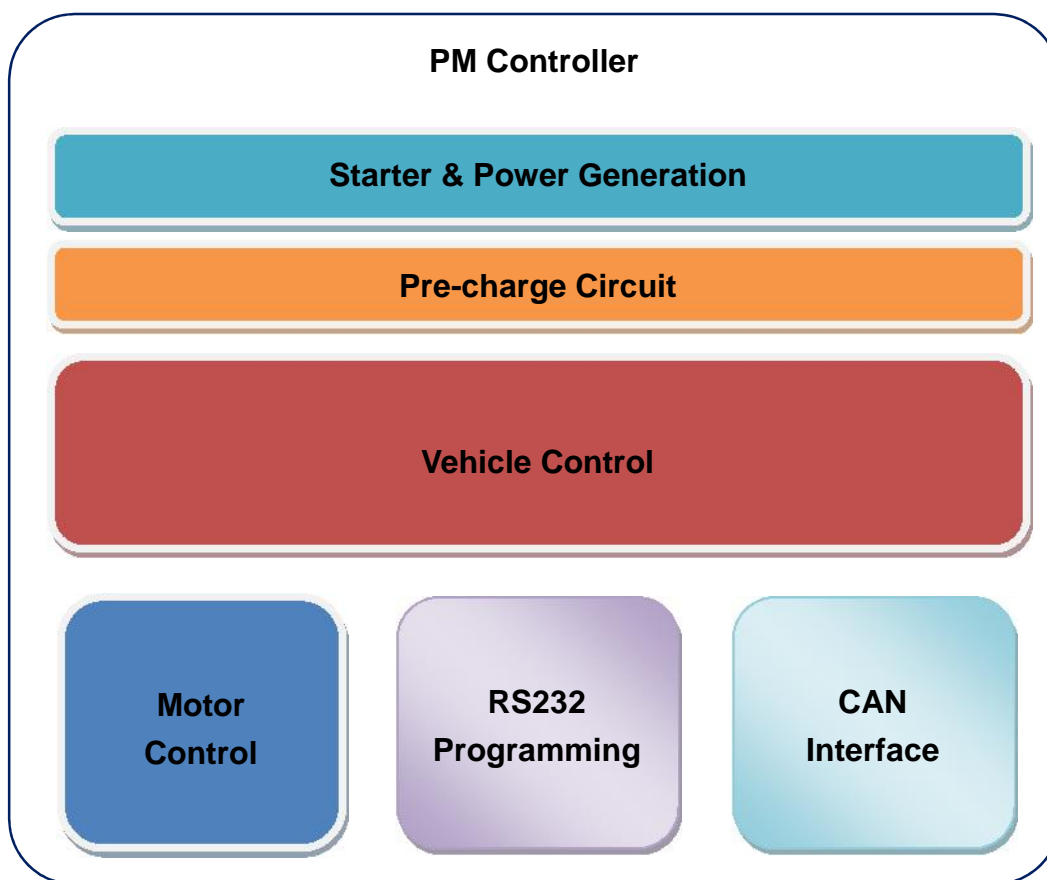 PM Controller
Starter & Power Generation
Pre-charge Circuit
Vehicle Control
Motor
Control
RS232
Programming
CAN
Interface